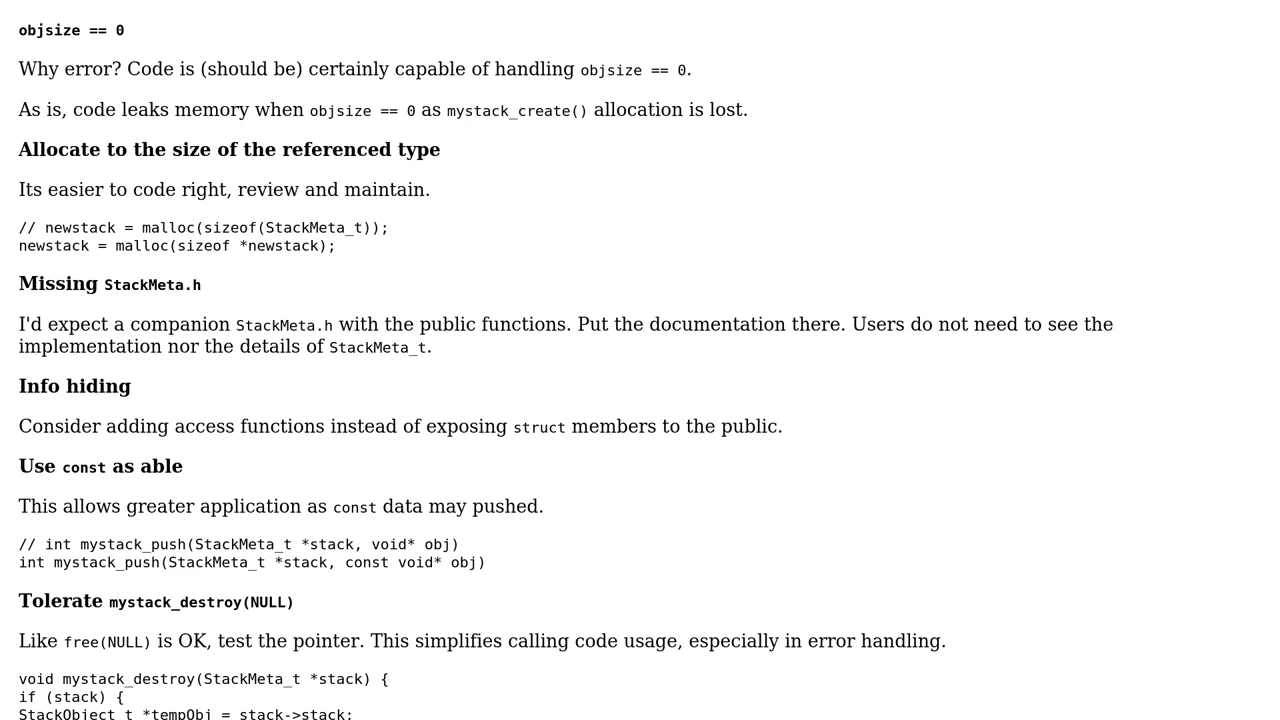 objsize == 0
Why error? Code is (should be) certainly capable of handling objsize == 0.
As is, code leaks memory when objsize == 0 as mystack_create() allocation is lost.
Allocate to the size of the referenced type
Its easier to code right, review and maintain.
// newstack = malloc(sizeof(StackMeta_t));
newstack = malloc(sizeof *newstack);
Missing StackMeta.h
I'd expect a companion StackMeta.h with the public functions. Put the documentation there. Users do not need to see the
implementation nor the details of StackMeta_t.
Info hiding
Consider adding access functions instead of exposing struct members to the public.
Use const as able
This allows greater application as const data may pushed.
// int mystack_push(StackMeta_t *stack, void* obj)
int mystack_push(StackMeta_t *stack, const void* obj)
Tolerate mystack_destroy(NULL)
Like free(NULL) is OK, test the pointer. This simplifies calling code usage, especially in error handling.
void mystack_destroy(StackMeta_t *stack) {
if (stack) {
StackObject_t *tempObj = stack->stack;